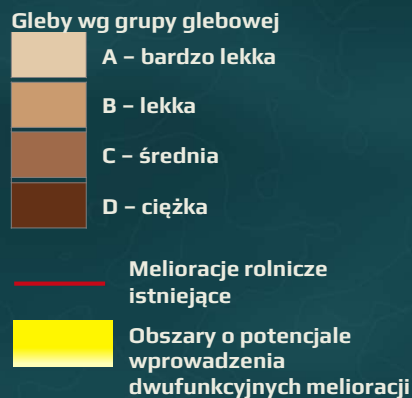 Gleby wg grupy glebowej
A – bardzo lekka
B – lekka
C – średnia
D – ciężka
Melioracje rolnicze
istniejące
Obszary o potencjale
wprowadzenia
dwufunkcyjnych melioracji